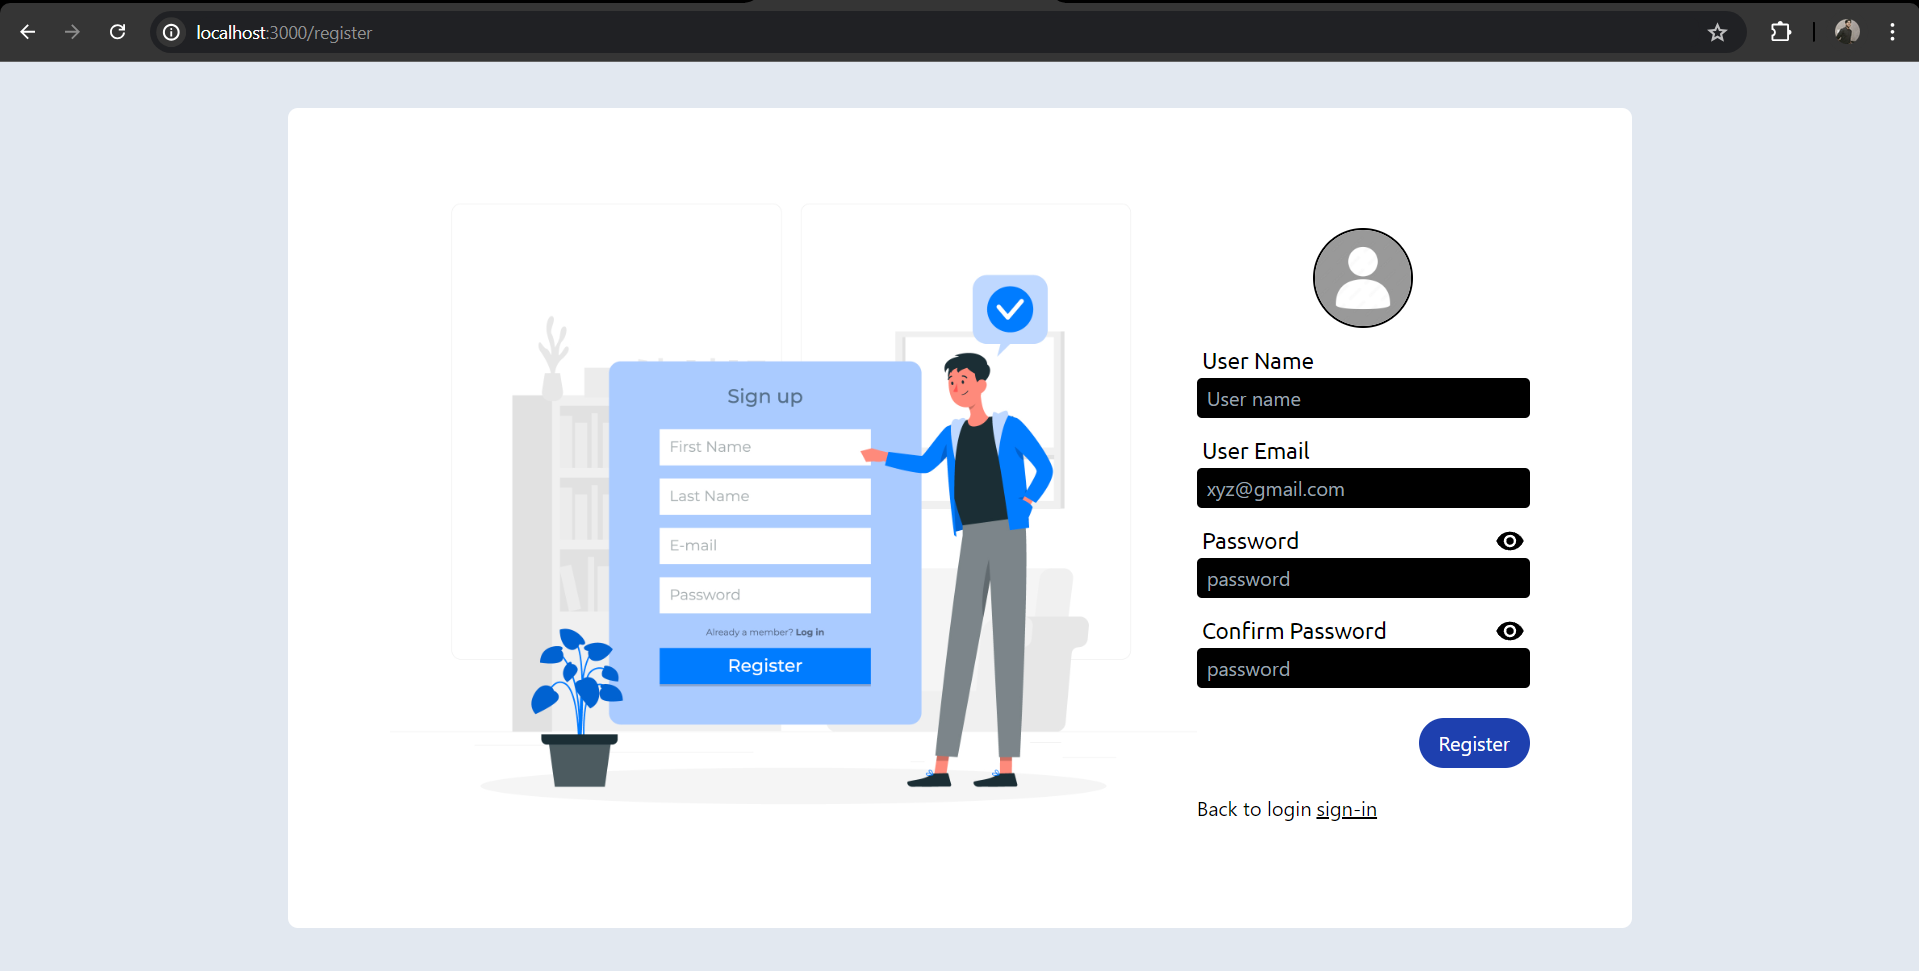 localhost:3000/register
Sign up
First Name
Last Name
E-mail
Password
Already a member? Log in
Register
User Name
User name
User Email
xyz@gmail.com
Password
password
Confirm Password
password
Register
Back to login sign-in